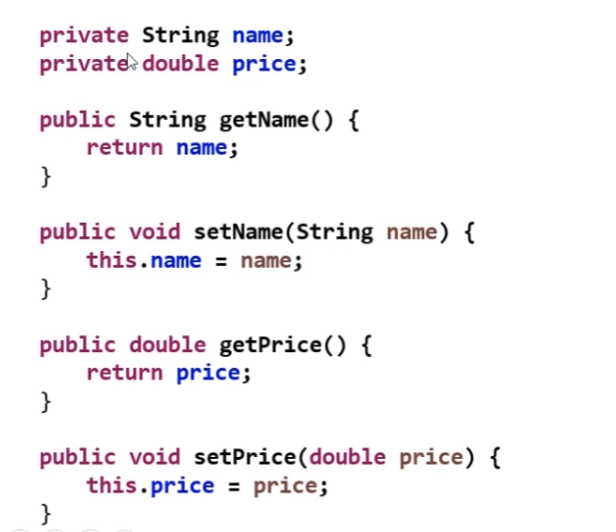 private String name;
private double price;
public String getName() {
return name;
}
public void setName(String name) {
this.name = name;
}
public double getPrice() {
return price;
}
public void setPrice(double price) {
this.price = price;
}